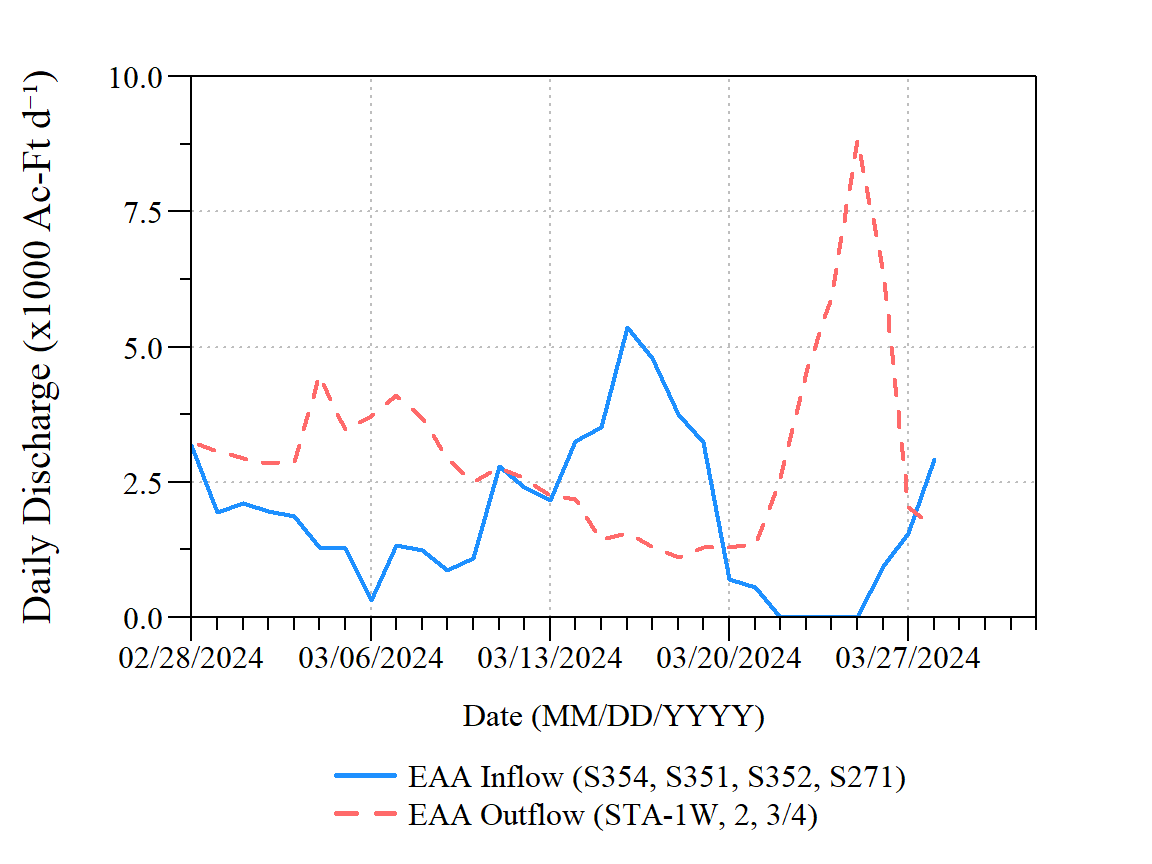 Daily Discharge (x1000 Ac-Ft d⁻¹)
10.0
7.5
5.0
2.5
0.0
02/28/2024 03/06/2024 03/13/2024 03/20/2024 03/27/2024
Date (MM/DD/YYYY)
EAA Inflow (S354, S351, S352, S271)
EAA Outflow (STA-1W, 2, 3/4)